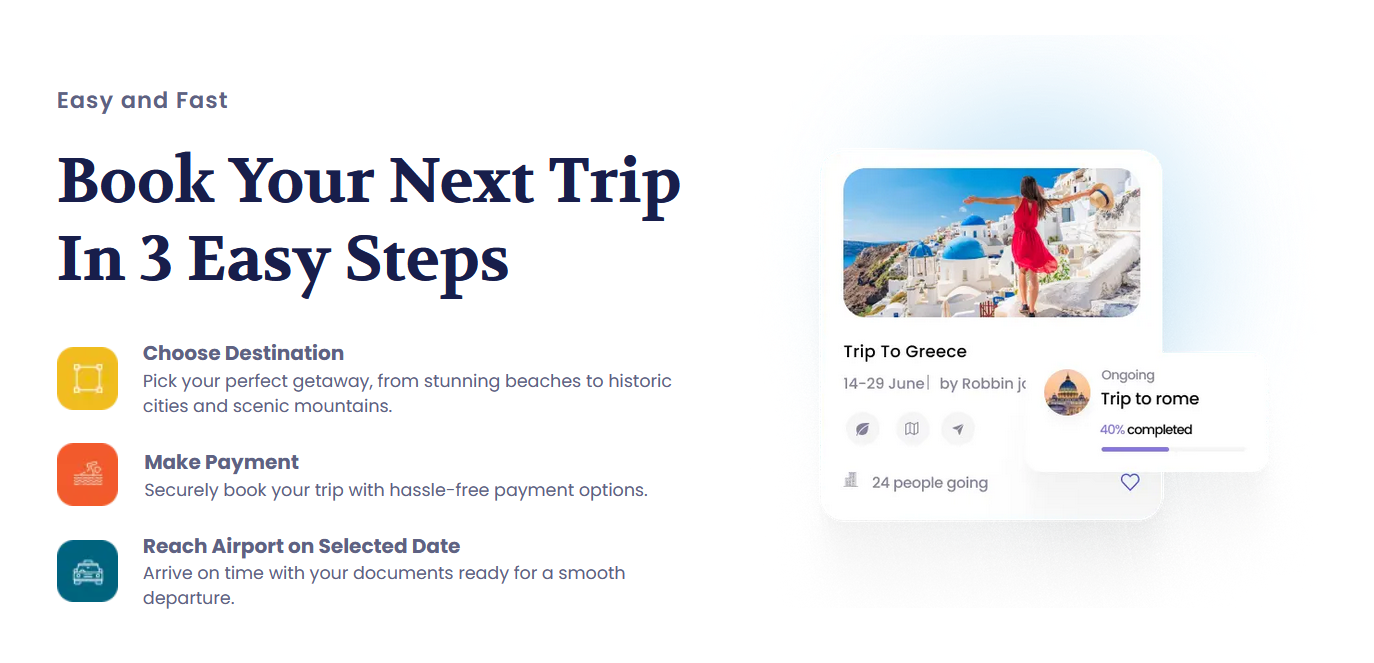 Easy and Fast
Book Your Next Trip
In 3 Easy Steps
Choose Destination
Pick your perfect getaway, from stunning beaches to historic
cities and scenic mountains.
Make Payment
Securely book your trip with hassle-free payment options.
Reach Airport on Selected Date
Arrive on time with your documents ready for a smooth
departure.
Trip To Greece
14-29 June| by Robbin
24 people going
Ongoing
Trip to rome
40% completed